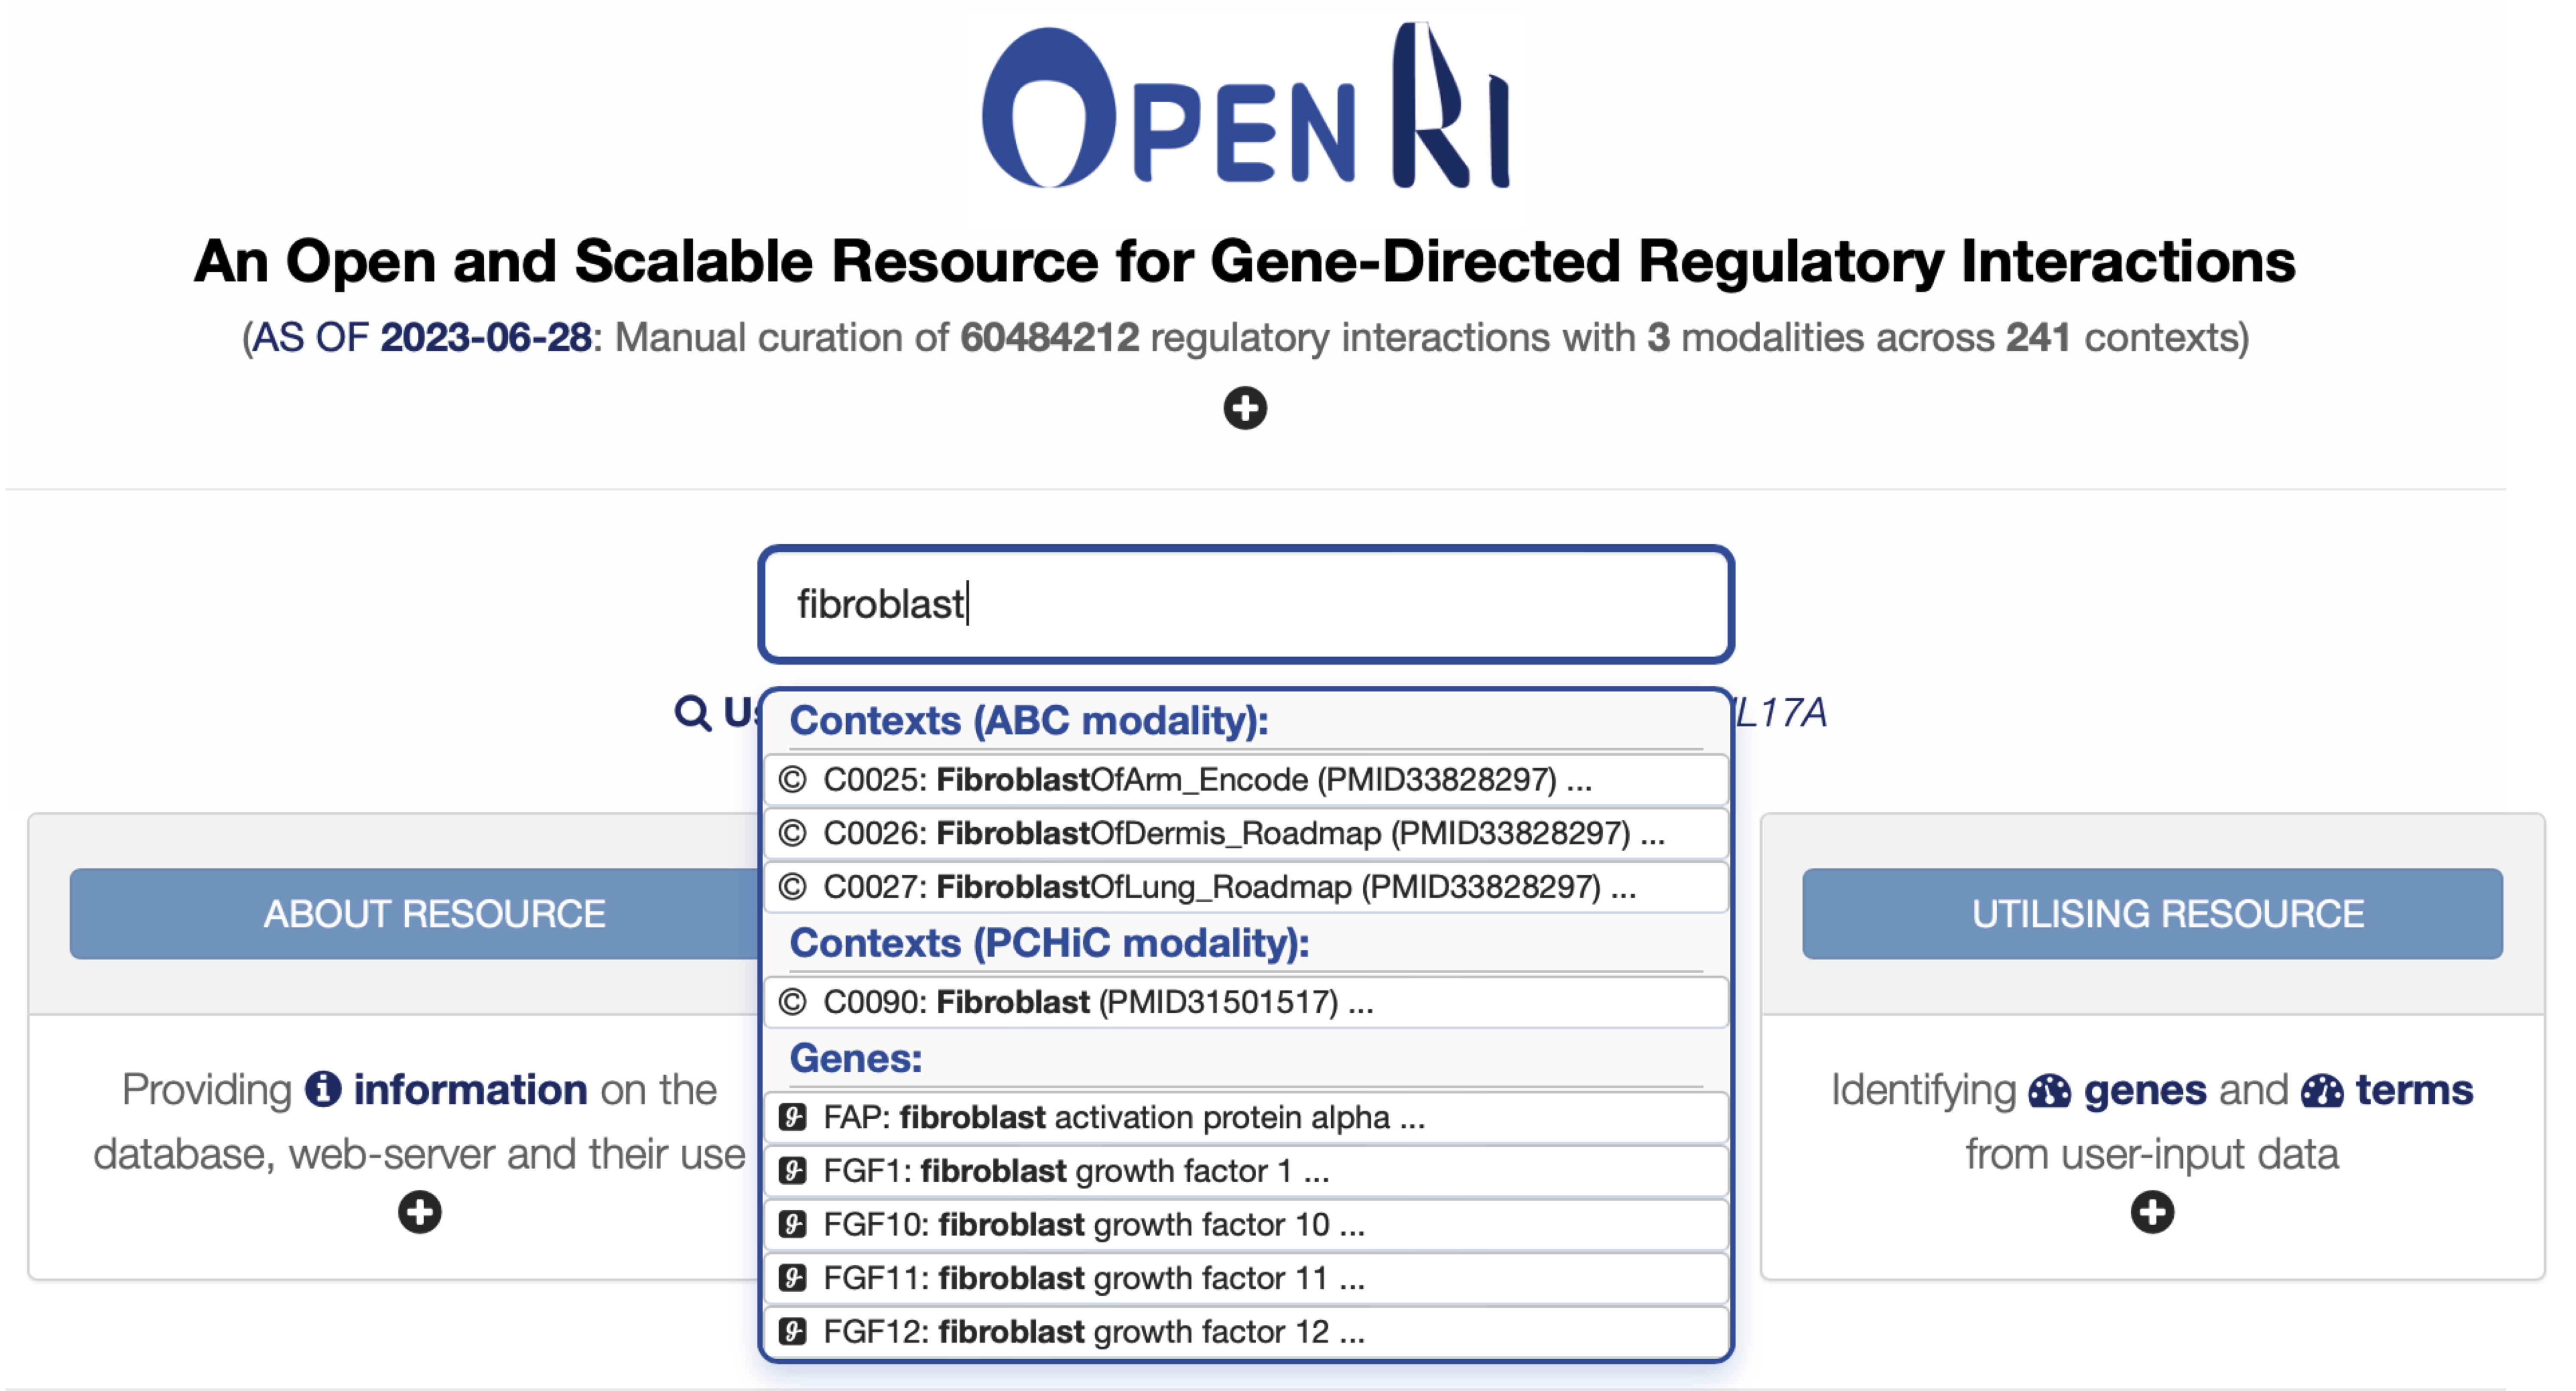 OPEN RI
An Open and Scalable Resource for Gene-Directed Regulatory Interactions
(AS OF 2023-06-28: Manual curation of 60484212 regulatory interactions with 3 modalities across 241 contexts)
fibroblast
Contexts (ABC modality):
© C0025: FibroblastOfArm_Encode (PMID33828297) ...
© C0026: FibroblastOfDermis_Roadmap (PMID33828297) ...
© C0027: FibroblastOfLung_Roadmap (PMID33828297) ...
Contexts (PCHiC modality):
© C0090: Fibroblast (PMID31501517) ...
Genes:
FAP: fibroblast activation protein alpha ...
FGF1: fibroblast growth factor 1 ...
FGF10: fibroblast growth factor 10 ...
FGF11: fibroblast growth factor 11 ...
FGF12: fibroblast growth factor 12 ...
ABOUT RESOURCE
Providing information on the
database, web-server and their use
UTILISING RESOURCE
Identifying genes and terms
from user-input data